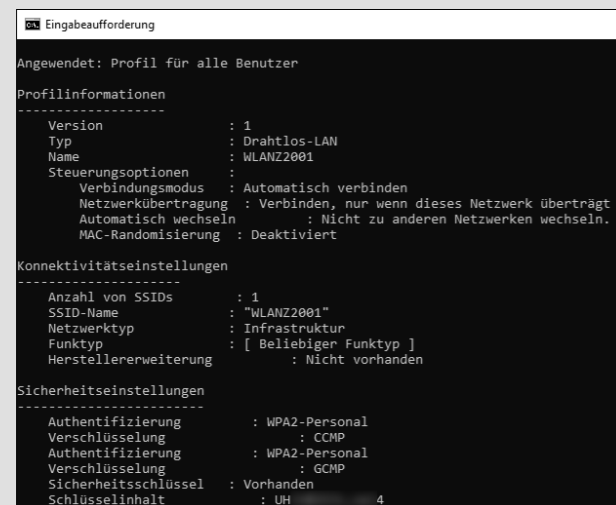 Eingabeaufforderung
Angewendet: Profil für alle Benutzer
Profilinformationen
-------------------
Version : 1
Typ : Drahtlos-LAN
Name : WLANZ2001
Steuerungsoptionen :
Verbindungsmodus : Automatisch verbinden
Netzwerkübertragung : Verbinden, nur wenn dieses Netzwerk überträgt
Automatisch wechseln : Nicht zu anderen Netzwerken wechseln.
MAC-Randomisierung : Deaktiviert
Konnektivitätseinstellungen
---------------------
Anzahl von SSIDs : 1
SSID-Name : "WLANZ2001"
Netzwerktyp : Infrastruktur
Funktyp : [ Beliebiger Funktyp ]
Herstellererweiterung : Nicht vorhanden
Sicherheitseinstellungen
------------------------
Authentifizierung : WPA2-Personal
Verschlüsselung : CCMP
Authentifizierung : WPA2-Personal
Verschlüsselung : GCMP
Sicherheitsschlüssel : Vorhanden
Schlüsselinhalt :